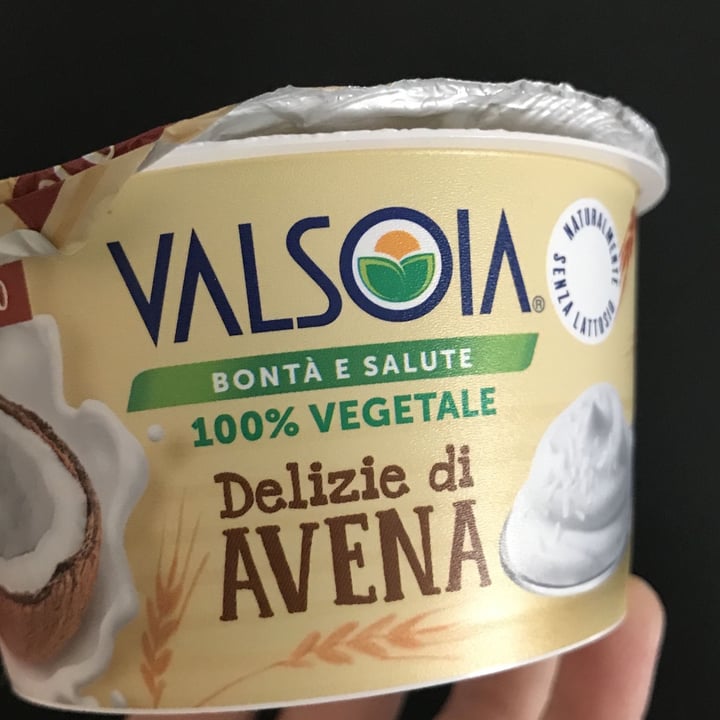 VALSOIA®
BONTÀ E SALUTE
100% VEGETALE
Delizie di
AVENA
NATURALMENTE
SENZA LATTOSIO